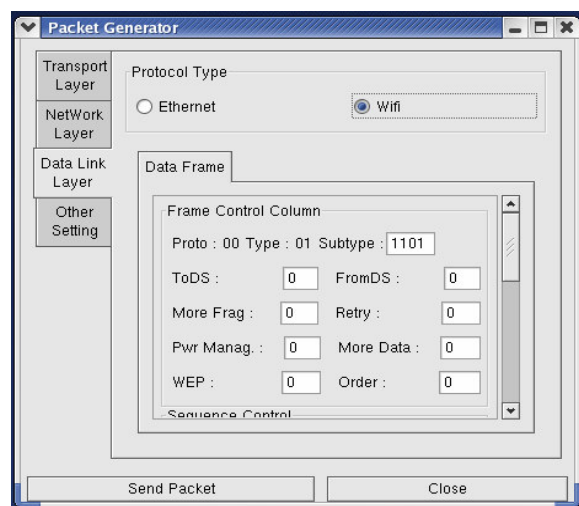 Packet Generator
Transport
Layer
NetWork
Layer
Data Link
Layer
Other
Setting
Protocol Type
Ethernet
Wifi
Data Frame
Frame Control Column
Proto : 00 Type : 01 Subtype : 1101
ToDS : 0 FromDS : 0
More Frag : 0 Retry : 0
Pwr Manag. : 0 More Data : 0
WEP : 0 Order : 0
Sequence Control
Send Packet
Close